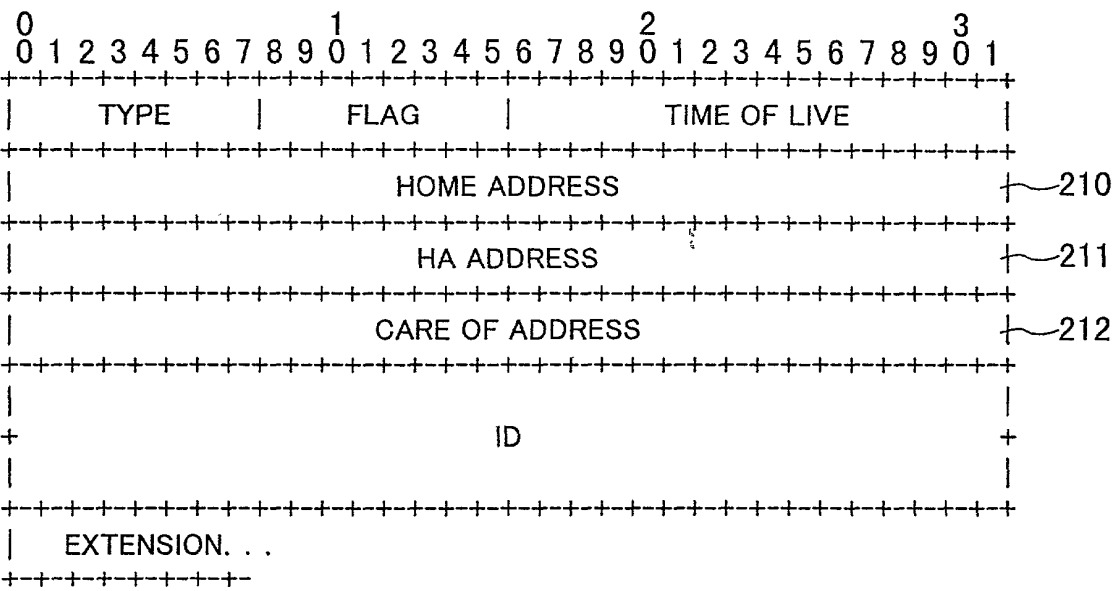 0 1 2 3
0 1 2 3 4 5 6 7 8 9 0 1 2 3 4 5 6 7 8 9 0 1 2 3 4 5 6 7 8 9 0 1
+-+-+-+-+-+-+-+-+-+-+-+-+-+-+-+-+-+-+-+-+-+-+-+-+-+-+-+-+-+-+-+-+
| TYPE | FLAG | TIME OF LIVE |
+-+-+-+-+-+-+-+-+-+-+-+-+-+-+-+-+-+-+-+-+-+-+-+-+-+-+-+-+-+-+-+-+
| HOME ADDRESS | 210
+-+-+-+-+-+-+-+-+-+-+-+-+-+-+-+-+-+-+-+-+-+-+-+-+-+-+-+-+-+-+-+-+
| HA ADDRESS | 211
+-+-+-+-+-+-+-+-+-+-+-+-+-+-+-+-+-+-+-+-+-+-+-+-+-+-+-+-+-+-+-+-+
| CARE OF ADDRESS | 212
+-+-+-+-+-+-+-+-+-+-+-+-+-+-+-+-+-+-+-+-+-+-+-+-+-+-+-+-+-+-+-+-+
| |
+ ID +
| |
+-+-+-+-+-+-+-+-+-+-+-+-+-+-+-+-+-+-+-+-+-+-+-+-+-+-+-+-+-+-+-+-+
| EXTENSION. . .
+-+-+-+-+-+-+-+-